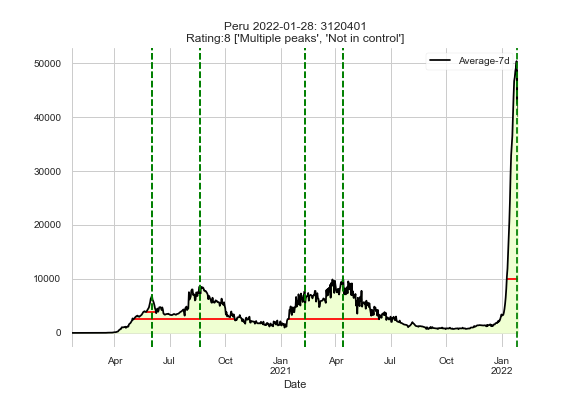 Peru 2022-01-28: 3120401
Rating:8 ['Multiple peaks', 'Not in control']
Average-7d
50000
40000
30000
20000
10000
0
Apr Jul Oct Jan Apr Jul Oct Jan
2021 2022
Date